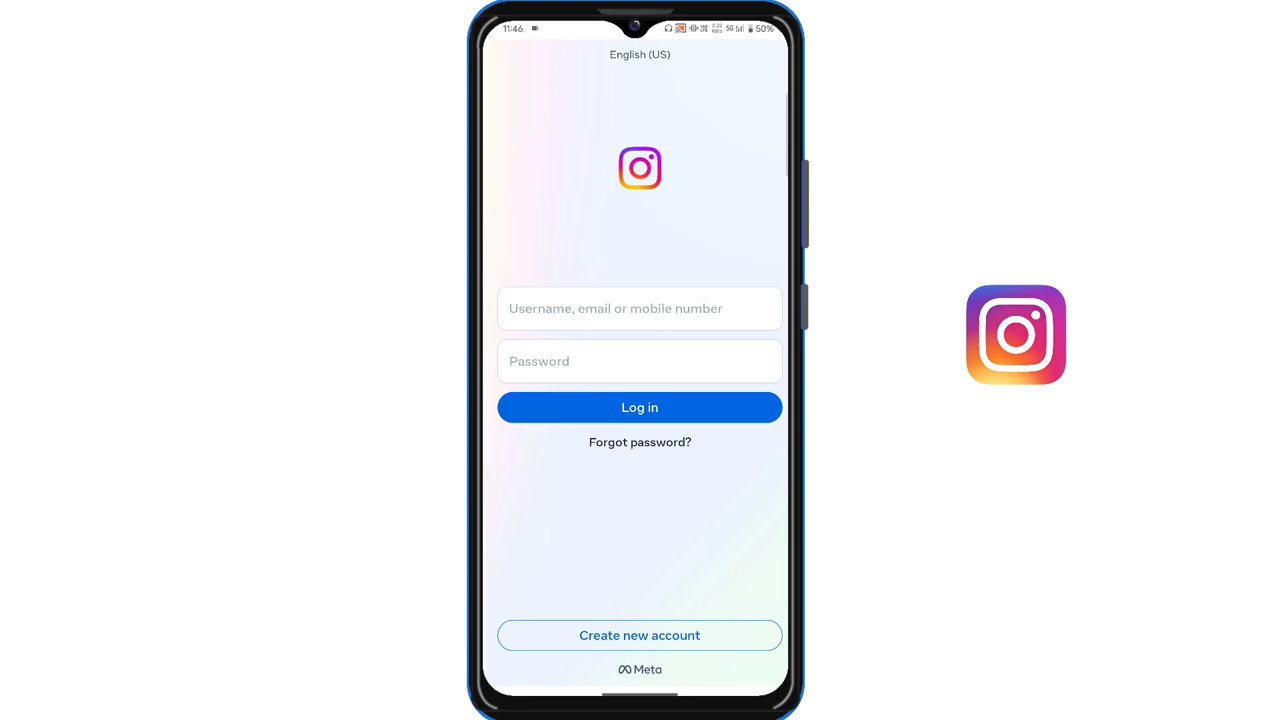 11:46 5G 50%
English (US)
Username, email or mobile number
Password
Log in
Forgot password?
Create new account
Meta